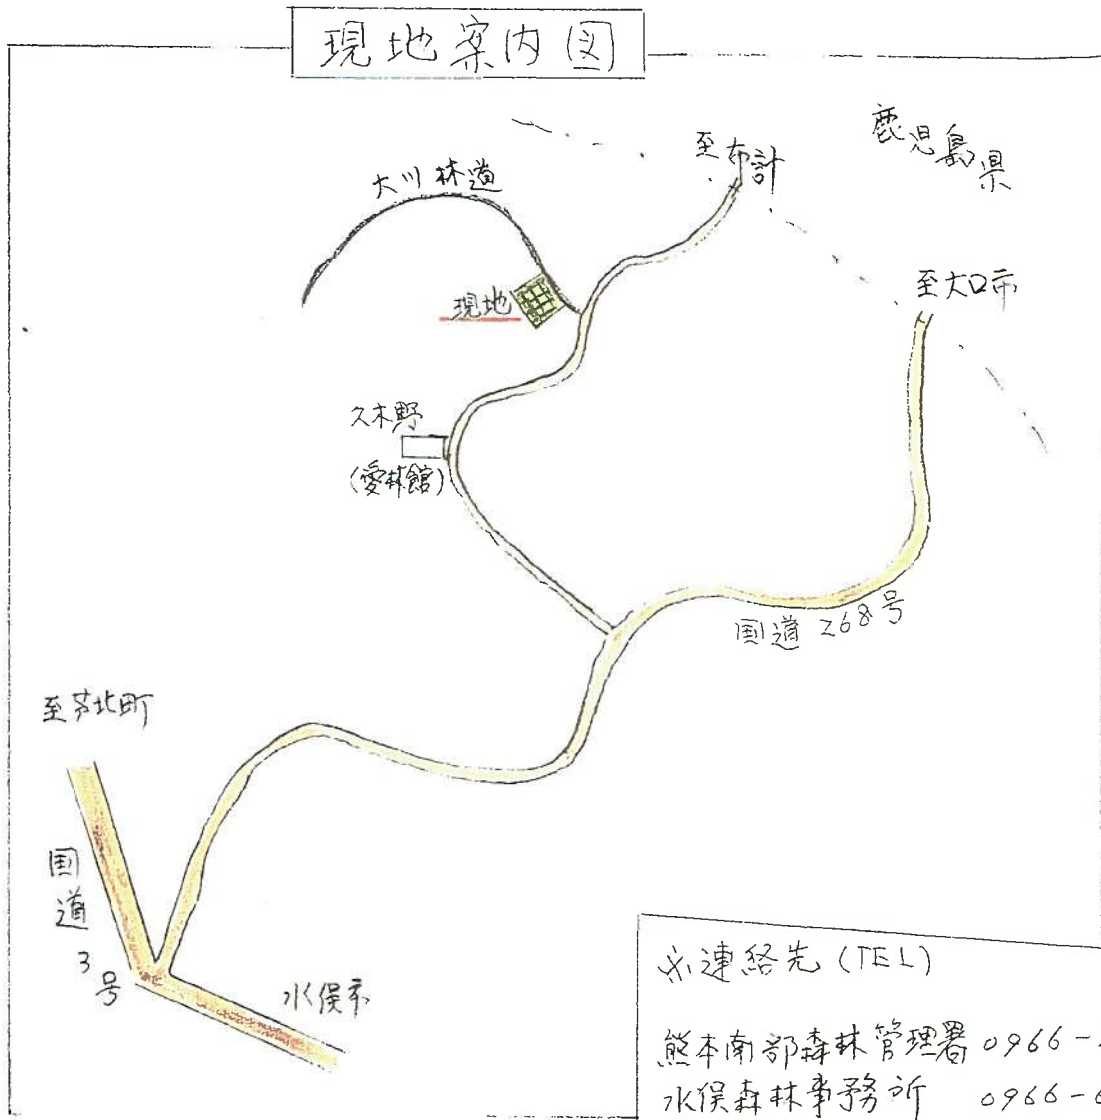 現地案内図
鹿児島県
至布計
大川林道
至大口市
現地
久木野
(愛林館)
国道268号
至芦北町
国道3号
水俣市
※連絡先(TEL)
熊本南部森林管理署 0966-
水俣森林事務所 0966-6